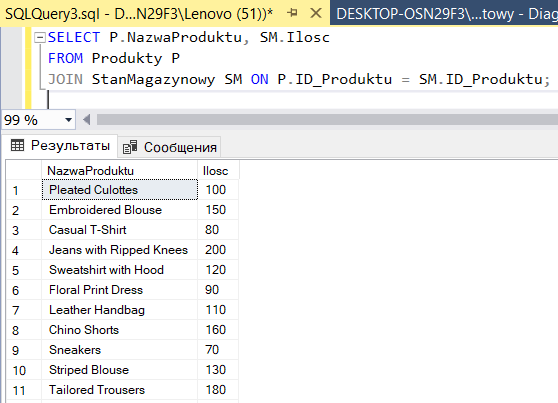 SQLQuery3.sql - D...N29F3\Lenovo (51))* DESKTOP-OSN29F3\...towy - Diag
SELECT P.NazwaProduktu, SM.Ilosc
FROM Produkty P
JOIN StanMagazynowy SM ON P.ID_Produktu = SM.ID_Produktu;
99 %
Результаты Сообщения
NazwaProduktu Ilosc
1 Pleated Culottes 100
2 Embroidered Blouse 150
3 Casual T-Shirt 80
4 Jeans with Ripped Knees 200
5 Sweatshirt with Hood 120
6 Floral Print Dress 90
7 Leather Handbag 110
8 Chino Shorts 160
9 Sneakers 70
10 Striped Blouse 130
11 Tailored Trousers 180